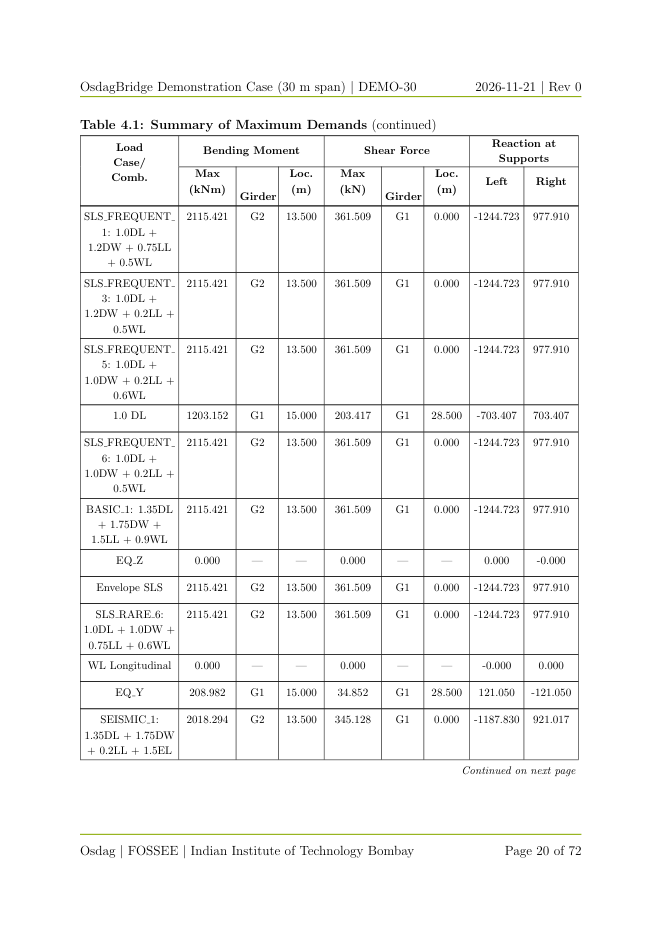 OsdagBridge Demonstration Case (30 m span) | DEMO-30 2026-11-21 | Rev 0
Table 4.1: Summary of Maximum Demands (continued)
Load Case/ Comb. Bending Moment Shear Force Reaction at Supports
Max (kNm) Girder Loc. (m) Max (kN) Girder Loc. (m) Left Right
SLS_FREQUENT_ 2115.421 G2 13.500 361.509 G1 0.000 -1244.723 977.910
1: 1.0DL +
1.2DW + 0.75LL
+ 0.5WL
SLS_FREQUENT_ 2115.421 G2 13.500 361.509 G1 0.000 -1244.723 977.910
3: 1.0DL +
1.2DW + 0.2LL +
0.5WL
SLS_FREQUENT_ 2115.421 G2 13.500 361.509 G1 0.000 -1244.723 977.910
5: 1.0DL +
1.0DW + 0.2LL +
0.6WL
1.0 DL 1203.152 G1 15.000 203.417 G1 28.500 -703.407 703.407
SLS_FREQUENT_ 2115.421 G2 13.500 361.509 G1 0.000 -1244.723 977.910
6: 1.0DL +
1.0DW + 0.2LL +
0.5WL
BASIC_1: 1.35DL 2115.421 G2 13.500 361.509 G1 0.000 -1244.723 977.910
+ 1.75DW +
1.5LL + 0.9WL
EQ_Z 0.000 — — 0.000 — — 0.000 -0.000
Envelope SLS 2115.421 G2 13.500 361.509 G1 0.000 -1244.723 977.910
SLS_RARE_6: 2115.421 G2 13.500 361.509 G1 0.000 -1244.723 977.910
1.0DL + 1.0DW +
0.75LL + 0.6WL
WL Longitudinal 0.000 — — 0.000 — — -0.000 0.000
EQ_Y 208.982 G1 15.000 34.852 G1 28.500 121.050 -121.050
SEISMIC_1: 2018.294 G2 13.500 345.128 G1 0.000 -1187.830 921.017
1.35DL + 1.75DW
+ 0.2LL + 1.5EL
Continued on next page
Osdag | FOSSEE | Indian Institute of Technology Bombay Page 20 of 72